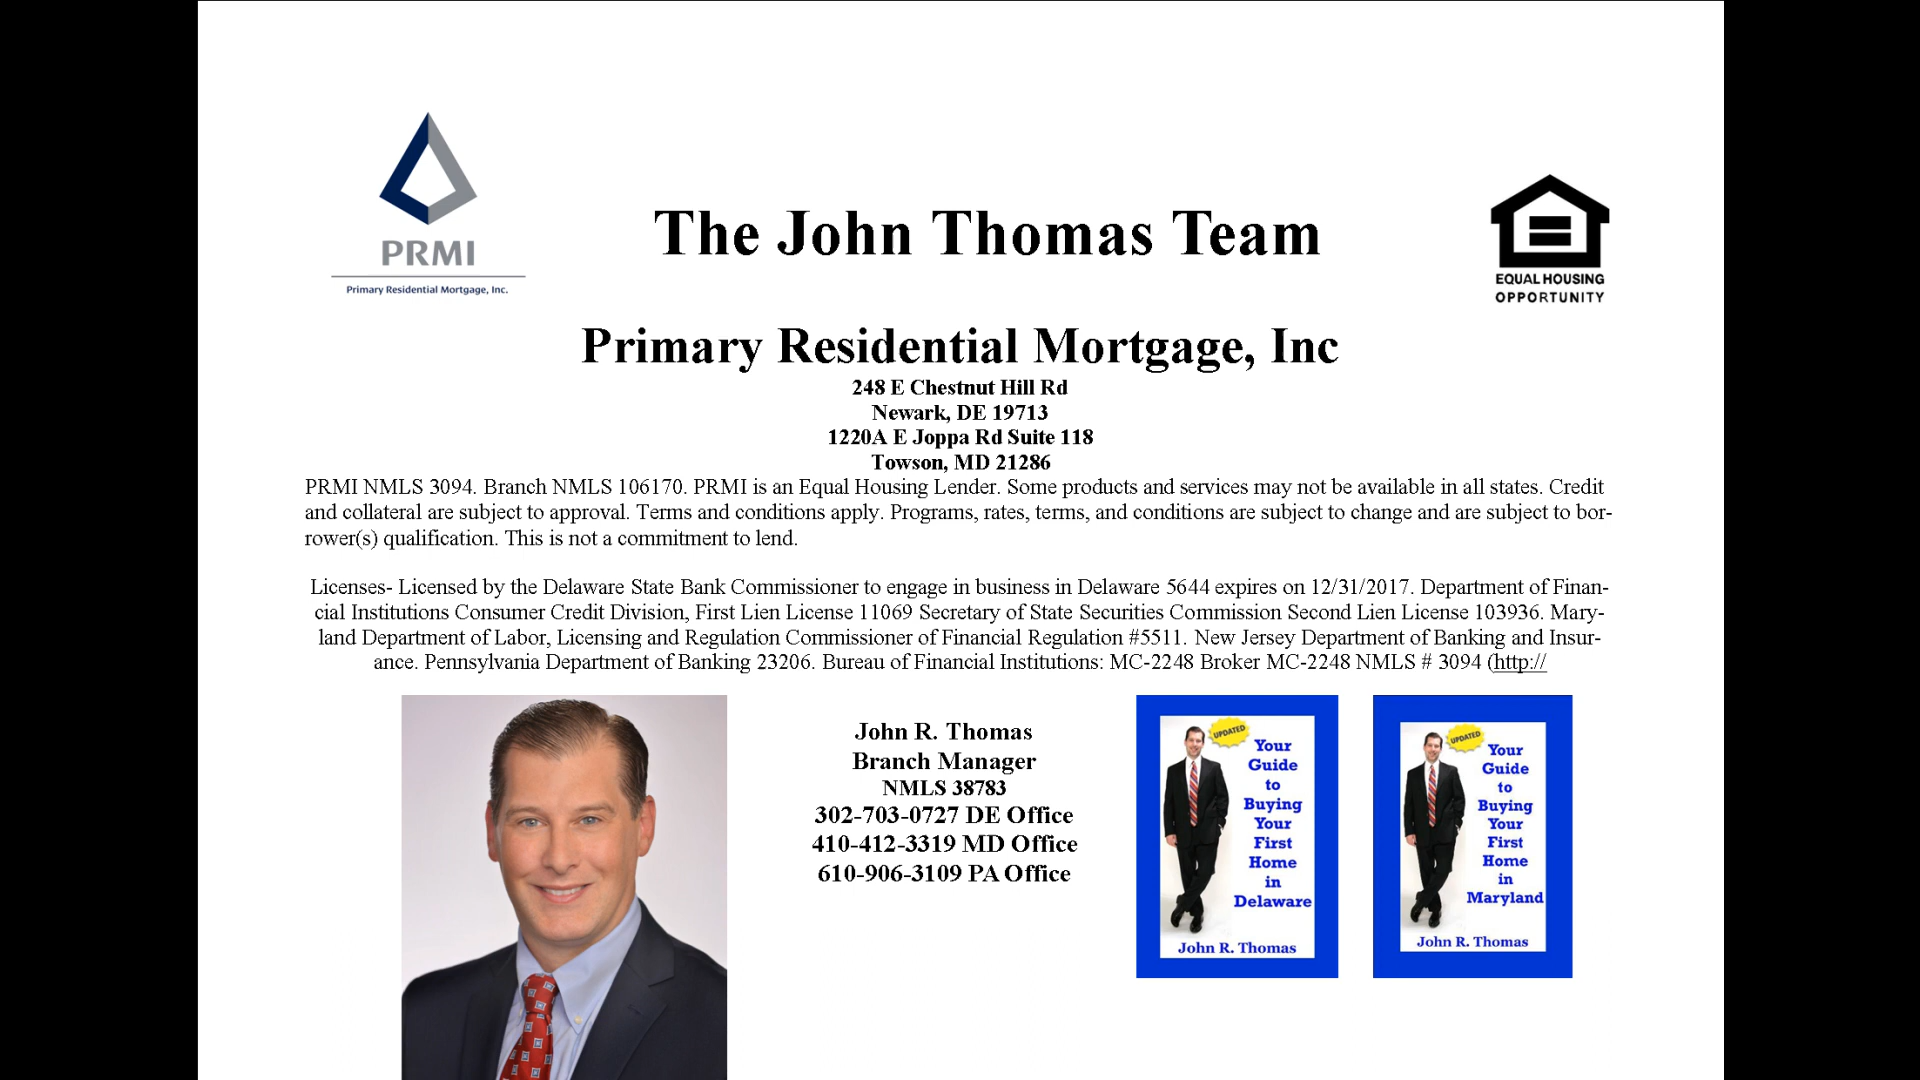 PRMI
Primary Residential Mortgage, Inc.
The John Thomas Team
EQUAL HOUSING
OPPORTUNITY
Primary Residential Mortgage, Inc
248 E Chestnut Hill Rd
Newark, DE 19713
1220A E Joppa Rd Suite 118
Towson, MD 21286
PRMI NMLS 3094. Branch NMLS 106170. PRMI is an Equal Housing Lender. Some products and services may not be available in all states. Credit
and collateral are subject to approval. Terms and conditions apply. Programs, rates, terms, and conditions are subject to change and are subject to bor-
rower(s) qualification. This is not a commitment to lend.
Licenses- Licensed by the Delaware State Bank Commissioner to engage in business in Delaware 5644 expires on 12/31/2017. Department of Finan-
cial Institutions Consumer Credit Division, First Lien License 11069 Secretary of State Securities Commission Second Lien License 103936. Mary-
land Department of Labor, Licensing and Regulation Commissioner of Financial Regulation #5511. New Jersey Department of Banking and Insur-
ance. Pennsylvania Department of Banking 23206. Bureau of Financial Institutions: MC-2248 Broker MC-2248 NMLS # 3094 (http://
John R. Thomas
Branch Manager
NMLS 38783
302-703-0727 DE Office
410-412-3319 MD Office
610-906-3109 PA Office
UPDATED
Your
Guide
to
Buying
Your
First
Home
in
Delaware
John R. Thomas
UPDATED
Your
Guide
to
Buying
Your
First
Home
in
Maryland
John R. Thomas